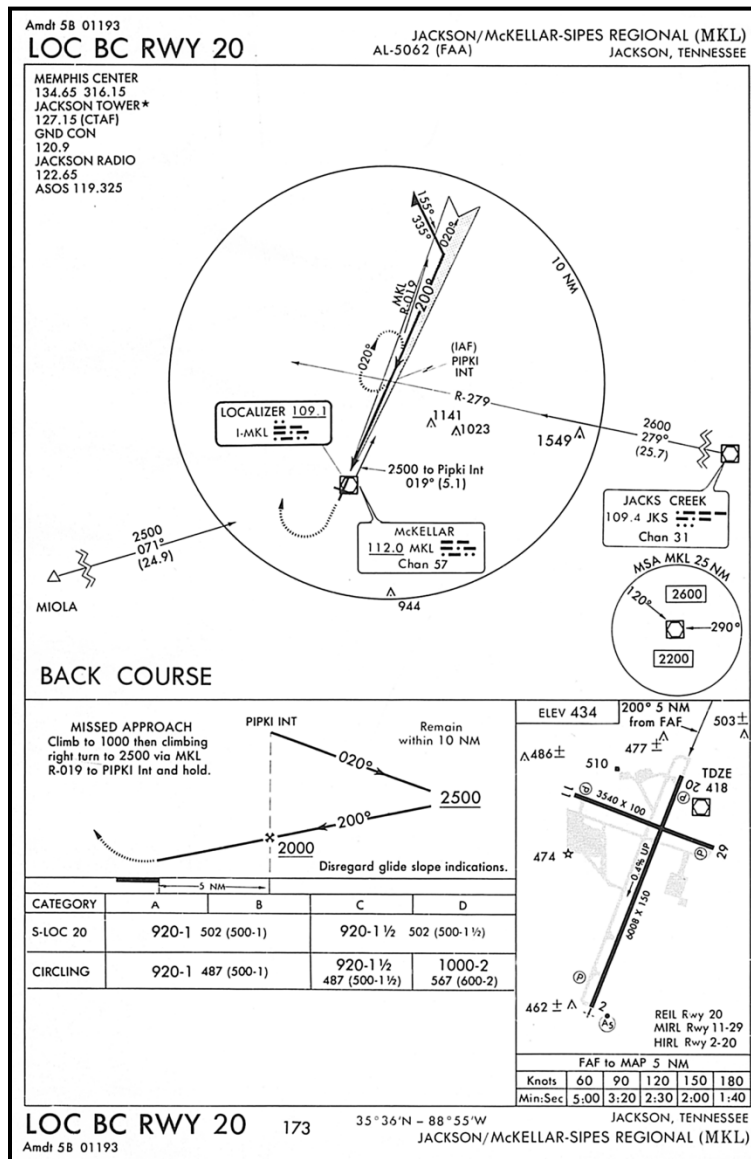 Amdt 5B 01193
LOC BC RWY 20
AL-5062 (FAA)
JACKSON/McKELLAR-SIPES REGIONAL (MKL)
JACKSON, TENNESSEE
MEMPHIS CENTER
134.65 316.15
JACKSON TOWER*
127.15 (CTAF)
GND CON
120.9
JACKSON RADIO
122.65
ASOS 119.325
155°
335°
020°
MKL
R-019
200°
10 NM
020°
(IAF)
PIPKI
INT
R-279
LOCALIZER 109.1
I-MKL
1141
1023
1549
2600
279°
(25.7)
2500 to Pipki Int
019° (5.1)
JACKS CREEK
109.4 JKS
Chan 31
McKELLAR
112.0 MKL
Chan 57
2500
071°
(24.9)
MIOLA
944
MSA MKL 25 NM
120°
2600
290°
2200
BACK COURSE
MISSED APPROACH
Climb to 1000 then climbing
right turn to 2500 via MKL
R-019 to PIPKI Int and hold.
PIPKI INT
Remain
within 10 NM
020°
2500
200°
2000
Disregard glide slope indications.
5 NM
CATEGORY A B C D
S-LOC 20 920-1 502 (500-1) 920-1½ 502 (500-1½)
CIRCLING 920-1 487 (500-1) 920-1½ 487 (500-1½) 1000-2 567 (600-2)
ELEV 434
200° 5 NM
from FAF
503±
486±
477±
510
TDZE
418
20
P
11
P
3540 X 100
29
P
474
0.4% UP
6008 X 150
P
462±
2
A5
REIL Rwy 20
MIRL Rwy 11-29
HIRL Rwy 2-20
FAF to MAP 5 NM
Knots 60 90 120 150 180
Min:Sec 5:00 3:20 2:30 2:00 1:40
LOC BC RWY 20
Amdt 5B 01193
173
35°36'N – 88°55'W
JACKSON, TENNESSEE
JACKSON/McKELLAR-SIPES REGIONAL (MKL)